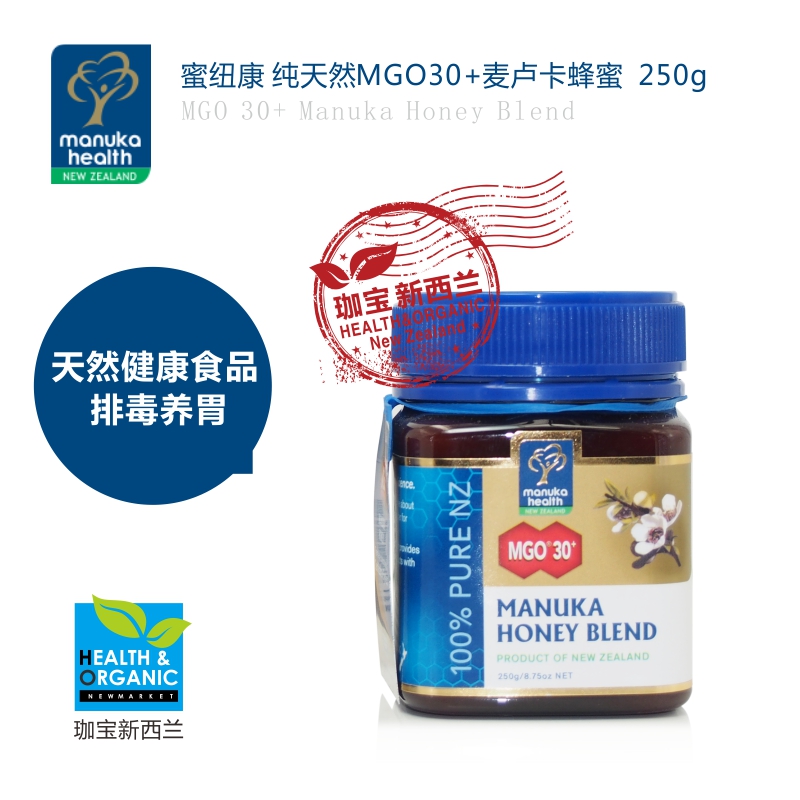 manuka
health
NEW ZEALAND
蜜纽康 纯天然MGO30+麦卢卡蜂蜜 250g
MGO 30+ Manuka Honey Blend
珈宝新西兰
HEALTH&ORGANIC
New Zealand
天然健康食品
排毒养胃
manuka
health
NEW ZEALAND
MGO® 30+
100% PURE NZ
MANUKA
HONEY BLEND
PRODUCT OF NEW ZEALAND
250g/8.75oz NET
HEALTH &
ORGANIC
NEWMARKET
珈宝新西兰